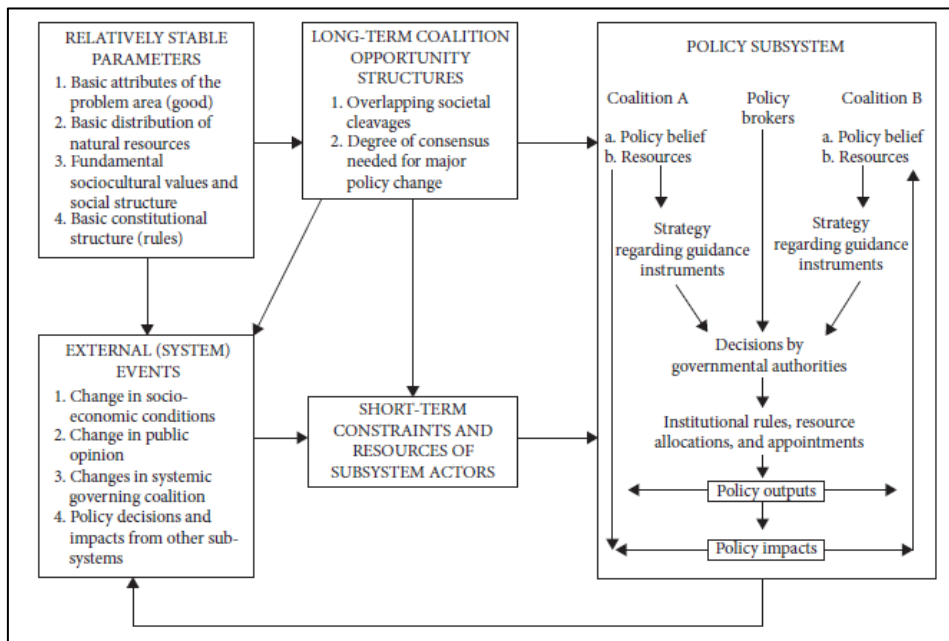 RELATIVELY STABLE
PARAMETERS
1. Basic attributes of the
problem area (good)
2. Basic distribution of
natural resources
3. Fundamental
sociocultural values and
social structure
4. Basic constitutional
structure (rules)
LONG-TERM COALITION
OPPORTUNITY
STRUCTURES
1. Overlapping societal
cleavages
2. Degree of consensus
needed for major
policy change
POLICY SUBSYSTEM
Coalition A
a. Policy belief
b. Resources
Strategy
regarding guidance
instruments
Policy
brokers
Coalition B
a. Policy belief
b. Resources
Strategy
regarding guidance
instruments
Decisions by
governmental authorities
Institutional rules, resource
allocations, and appointments
Policy outputs
Policy impacts
EXTERNAL (SYSTEM)
EVENTS
1. Change in socio-
economic conditions
2. Change in public
opinion
3. Changes in systemic
governing coalition
4. Policy decisions and
impacts from other sub-
systems
SHORT-TERM
CONSTRAINTS AND
RESOURCES OF
SUBSYSTEM ACTORS